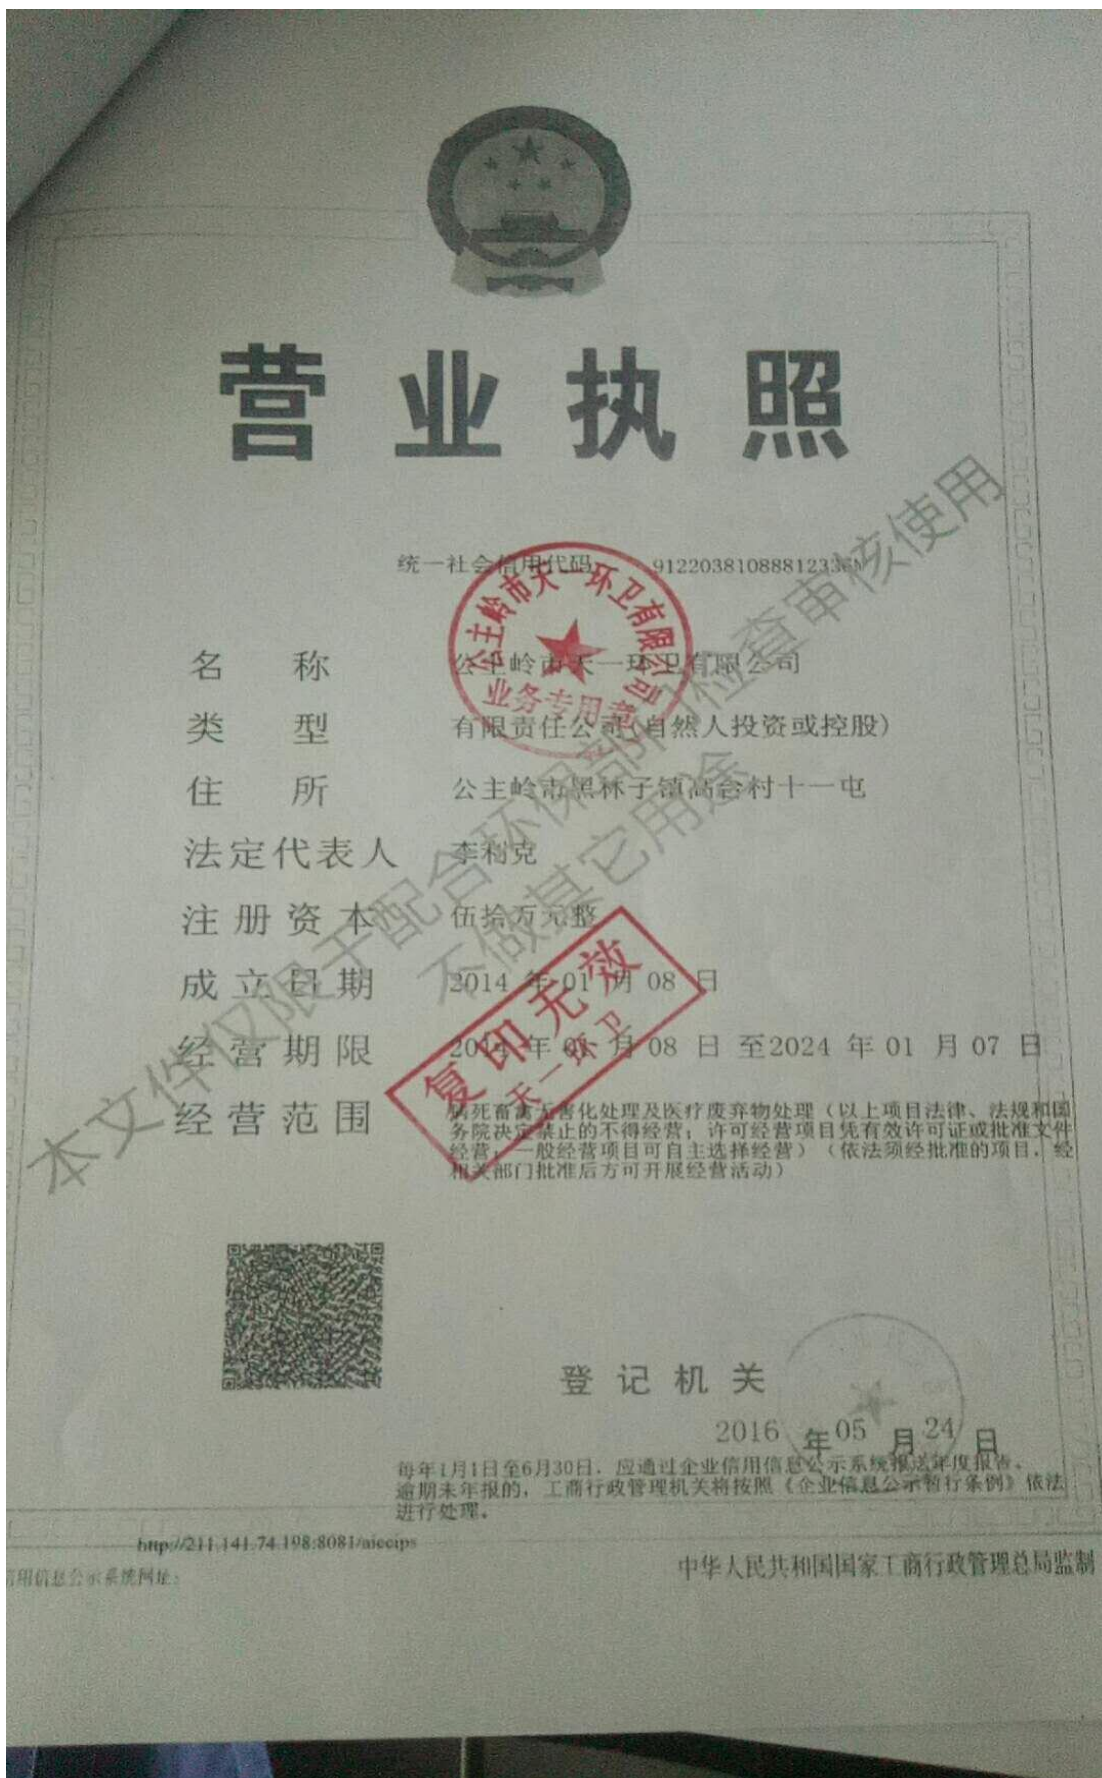 营业执照
统一社会信用代码 91220381088812336N
名称 公主岭市天一环卫有限公司
类型 有限责任公司(自然人投资或控股)
住所 公主岭市黑林子镇高台村十一屯
法定代表人 李利克
注册资本 伍拾万元整
成立日期 2014 年 01 月 08 日
经营期限 2014 年 01 月 08 日 至2024 年 01 月 07 日
经营范围 病死畜禽无害化处理及医疗废弃物处理(以上项目法律、法规和国
务院决定禁止的不得经营;许可经营项目凭有效许可证或批准文件
经营;一般经营项目可自主选择经营)(依法须经批准的项目,经
相关部门批准后方可开展经营活动)
公主岭市天一环卫有限公司
业务专用章
复印无效
天一环卫
本文件仅限于配合环保部门检查审核使用
不做其它用途
登记机关
2016 年 05 月 24 日
每年1月1日至6月30日,应通过企业信用信息公示系统报送年度报告。
逾期未年报的,工商行政管理机关将按照《企业信息公示暂行条例》依法
进行处理。
http://211.141.74.198:8081/aiccips
用信息公示系统网址:
中华人民共和国国家工商行政管理总局监制